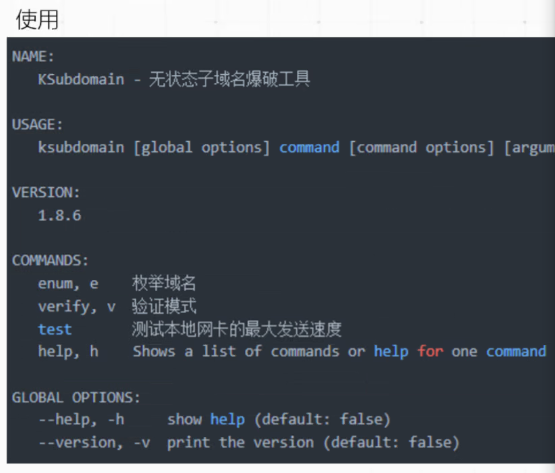 使用
NAME:
KSubdomain - 无状态子域名爆破工具
USAGE:
ksubdomain [global options] command [command options] [argum
VERSION:
1.8.6
COMMANDS:
enum, e 枚举域名
verify, v 验证模式
test 测试本地网卡的最大发送速度
help, h Shows a list of commands or help for one command
GLOBAL OPTIONS:
--help, -h show help (default: false)
--version, -v print the version (default: false)